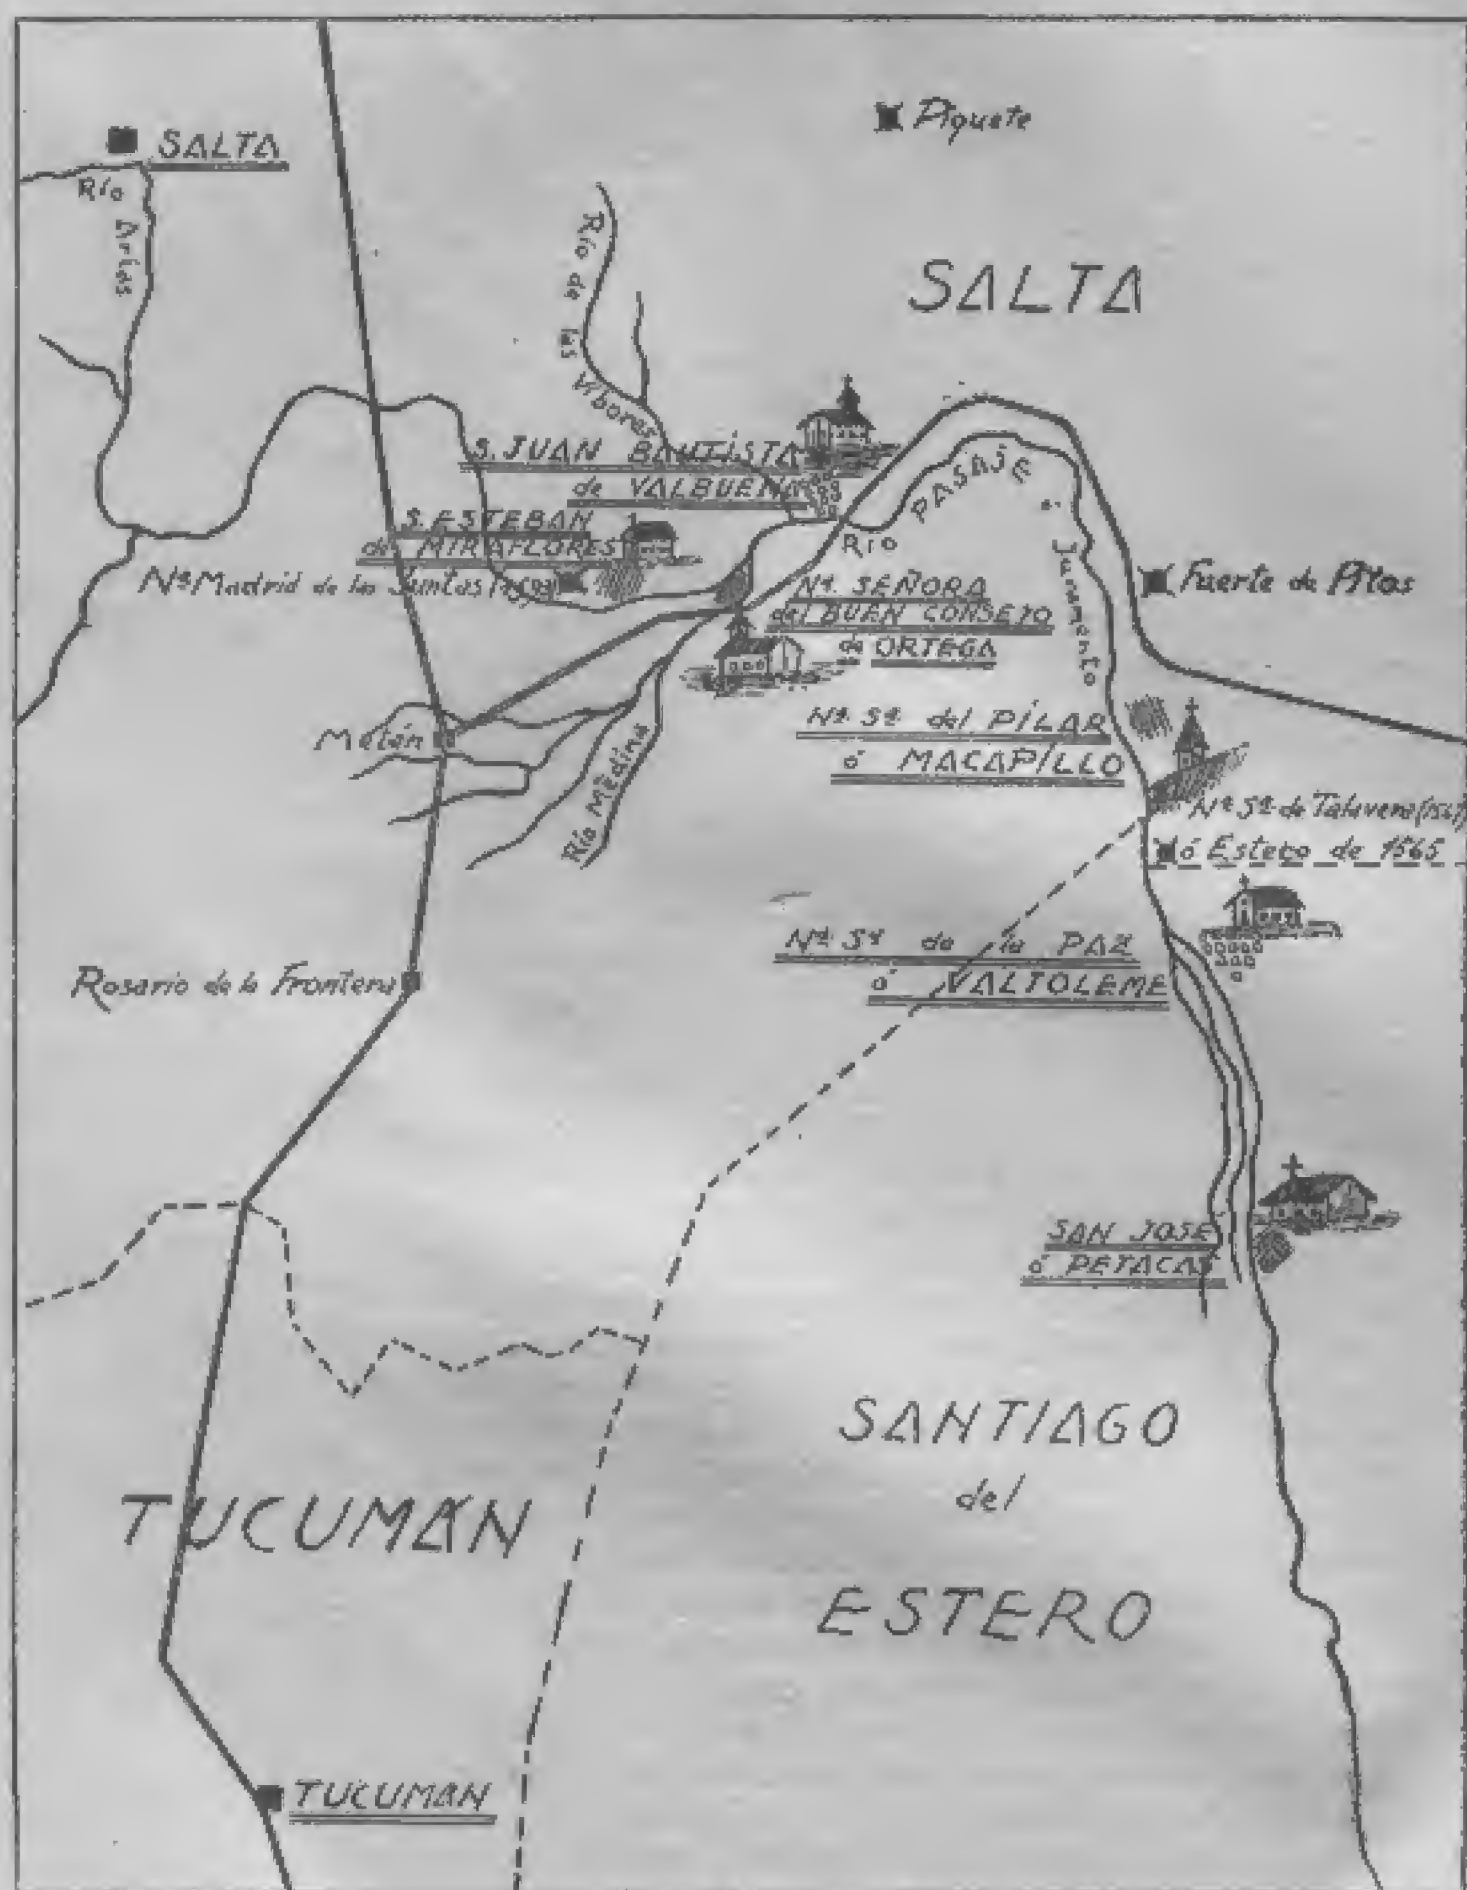 Piquete
SALTA
Río
Arias
Río de las Víboras
SALTA
S. JUAN BAUTISTA
de VALBUENA
S. ESTEBAN
de MIRAFLORES
Nª Madrid de las Juntas
Río
PASAJE
ó
Juramento
Fuerte de Pitos
Nª. SEÑORA
del BUEN CONSEJO
de ORTEGA
Nª Sª del PILAR
ó MACAPILLO
Metán
Río Medina
Nª Sª de Talavera (1567)
ó Esteco de 1565
Nª Sª de la PAZ
ó VALTOLEME
Rosario de la Frontera
SAN JOSÉ
ó PETACAS
SANTIAGO
del
ESTERO
TUCUMÁN
TUCUMAN